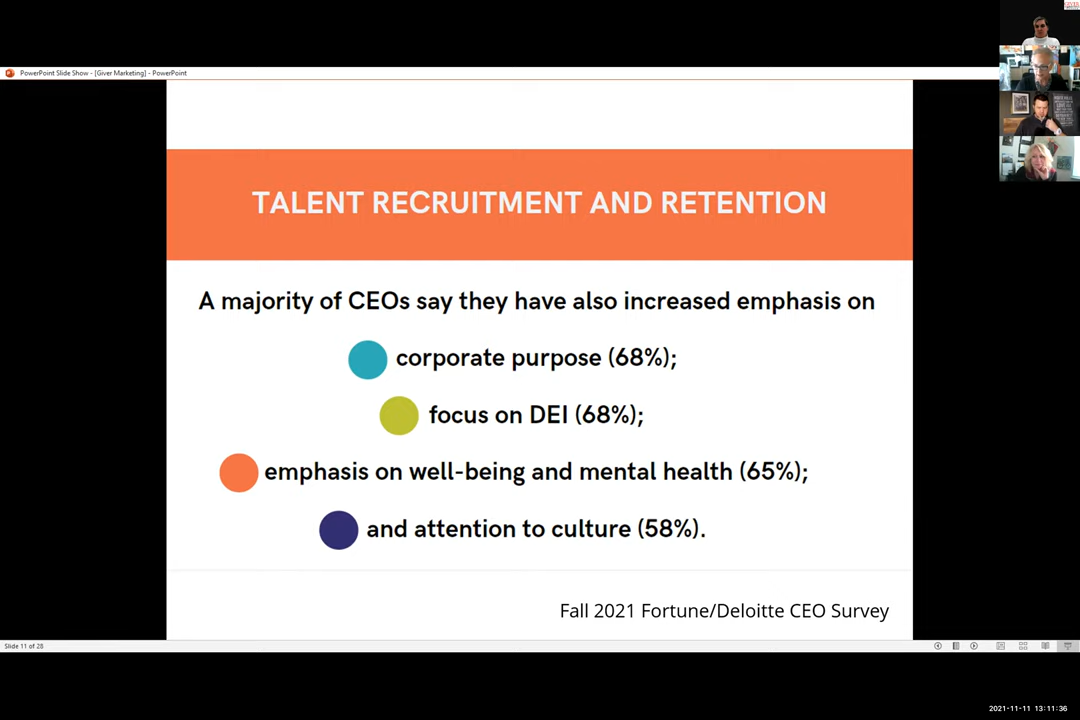 PowerPoint Slide Show - [Giver Marketing] - PowerPoint
TALENT RECRUITMENT AND RETENTION
A majority of CEOs say they have also increased emphasis on
corporate purpose (68%);
focus on DEI (68%);
emphasis on well-being and mental health (65%);
and attention to culture (58%).
Fall 2021 Fortune/Deloitte CEO Survey
Slide 11 of 28
2021-11-11 13:11:36